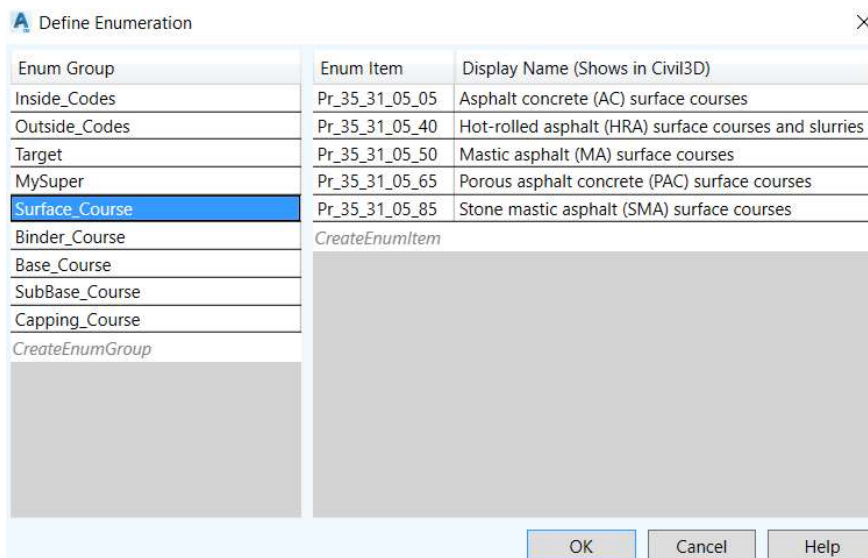 Define Enumeration
Enum Group
Inside_Codes
Outside_Codes
Target
MySuper
Surface_Course
Binder_Course
Base_Course
SubBase_Course
Capping_Course
CreateEnumGroup
Enum Item Display Name (Shows in Civil3D)
Pr_35_31_05_05 Asphalt concrete (AC) surface courses
Pr_35_31_05_40 Hot-rolled asphalt (HRA) surface courses and slurries
Pr_35_31_05_50 Mastic asphalt (MA) surface courses
Pr_35_31_05_65 Porous asphalt concrete (PAC) surface courses
Pr_35_31_05_85 Stone mastic asphalt (SMA) surface courses
CreateEnumItem
OK Cancel Help